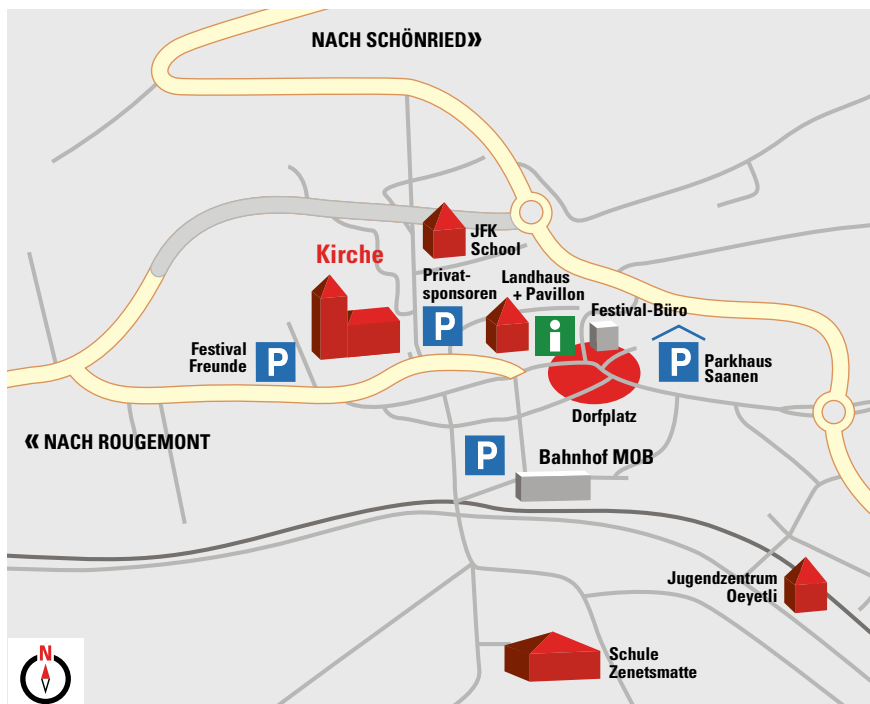 NACH SCHÖNRIED»
JFK
School
Kirche
Privat-
sponsoren
P
Landhaus
+ Pavillon
i
Festival-Büro
Festival
Freunde
P
P
Parkhaus
Saanen
Dorfplatz
« NACH ROUGEMONT
P
Bahnhof MOB
Jugendzentrum
Oeyetli
Schule
Zenetsmatte
N